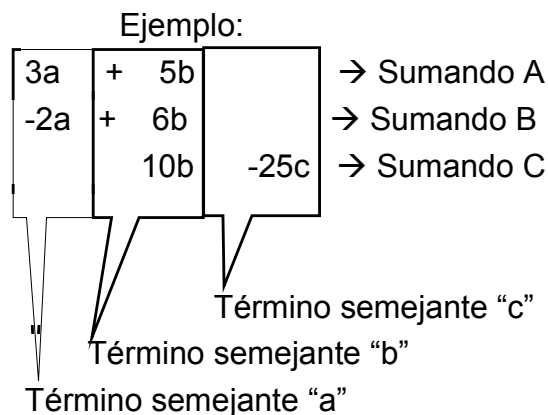 Ejemplo:
3a + 5b → Sumando A
-2a + 6b → Sumando B
10b -25c → Sumando C
Término semejante “c”
Término semejante “b”
Término semejante “a”